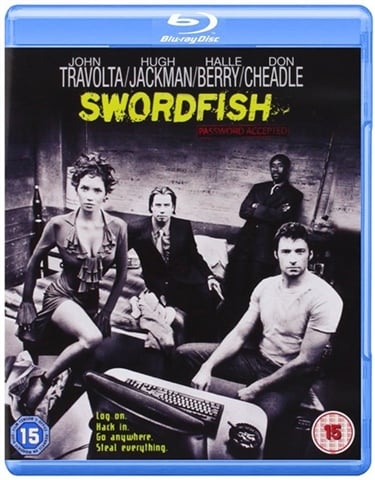 Blu-ray Disc
JOHN HUGH HALLE DON
TRAVOLTA/JACKMAN/BERRY/CHEADLE
SWORDFISH
PASSWORD ACCEPTED
Log on.
Hack in.
Go anywhere.
Steal everything.
15
15